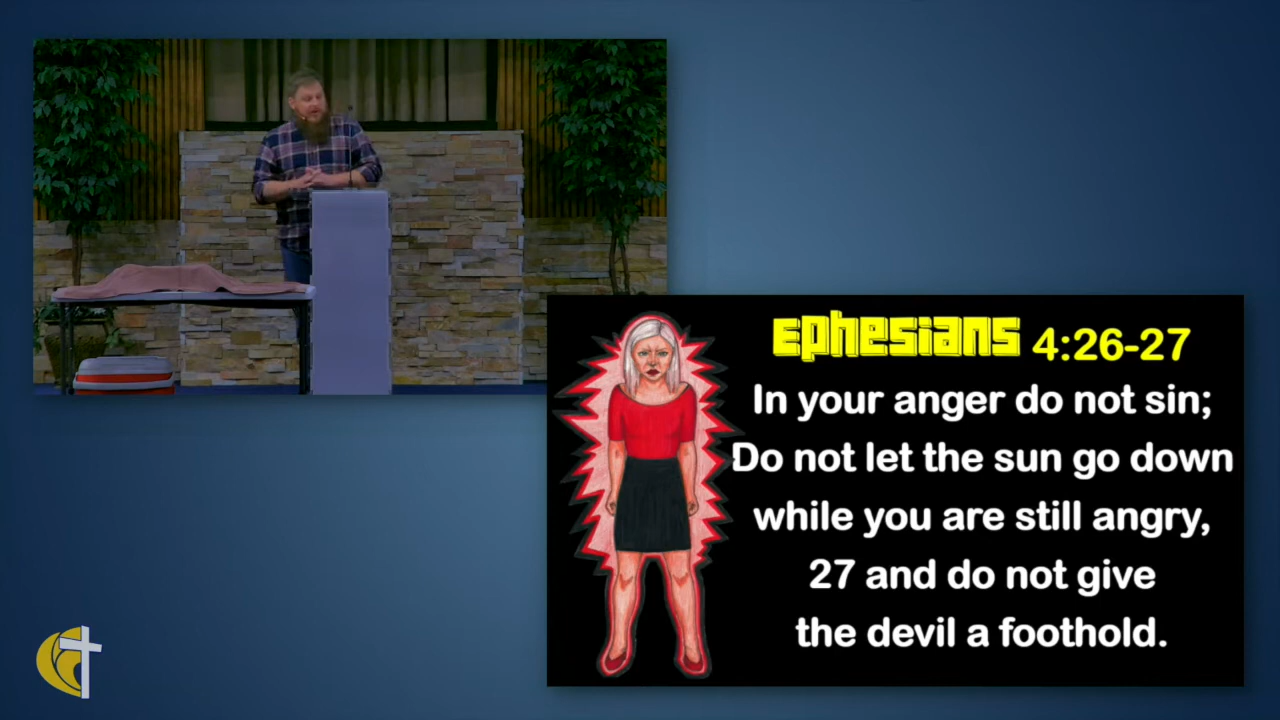 Ephesians 4:26-27
In your anger do not sin;
Do not let the sun go down
while you are still angry,
27 and do not give
the devil a foothold.